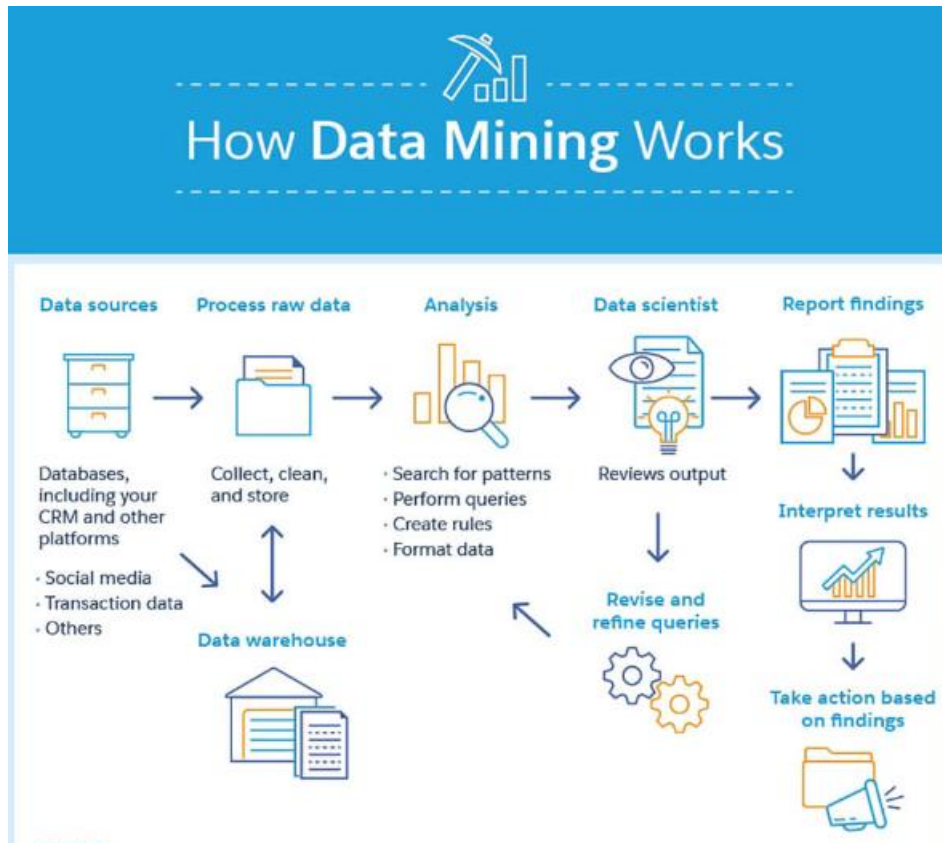 How Data Mining Works
Data sources
Databases,
including your
CRM and other
platforms
· Social media
· Transaction data
· Others
Process raw data
Collect, clean,
and store
Data warehouse
Analysis
· Search for patterns
· Perform queries
· Create rules
· Format data
Data scientist
Reviews output
Revise and
refine queries
Report findings
Interpret results
Take action based
on findings